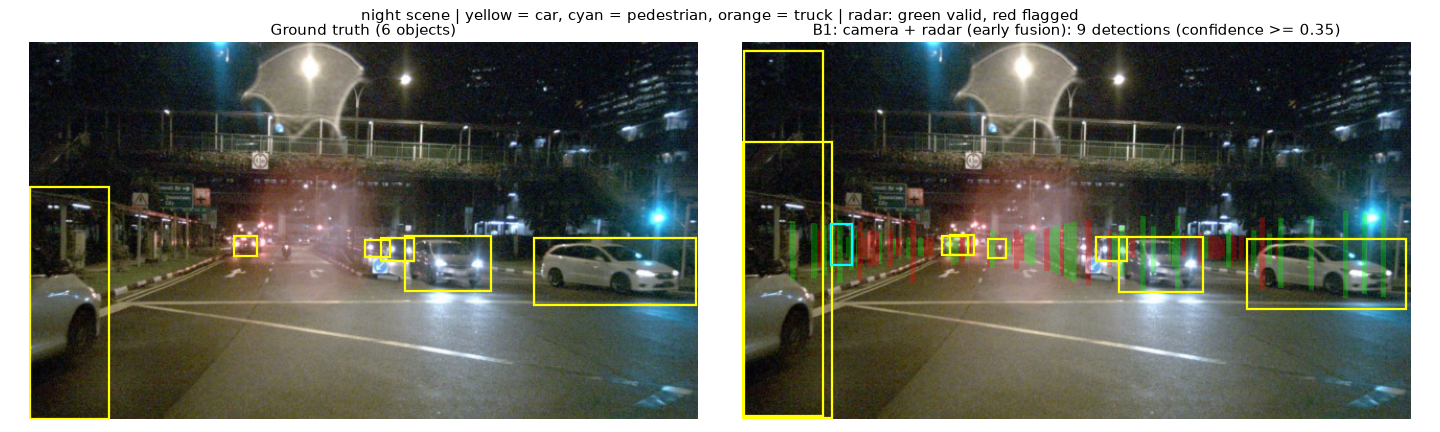 night scene | yellow = car, cyan = pedestrian, orange = truck | radar: green valid, red flagged
Ground truth (6 objects)
B1: camera + radar (early fusion): 9 detections (confidence >= 0.35)